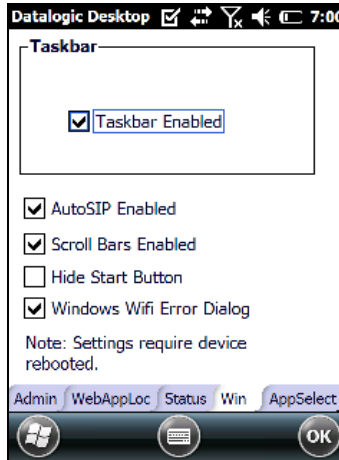 Datalogic Desktop 7:00
Taskbar
Taskbar Enabled
AutoSIP Enabled
Scroll Bars Enabled
Hide Start Button
Windows Wifi Error Dialog
Note: Settings require device
rebooted.
Admin WebAppLoc Status Win AppSelect
OK